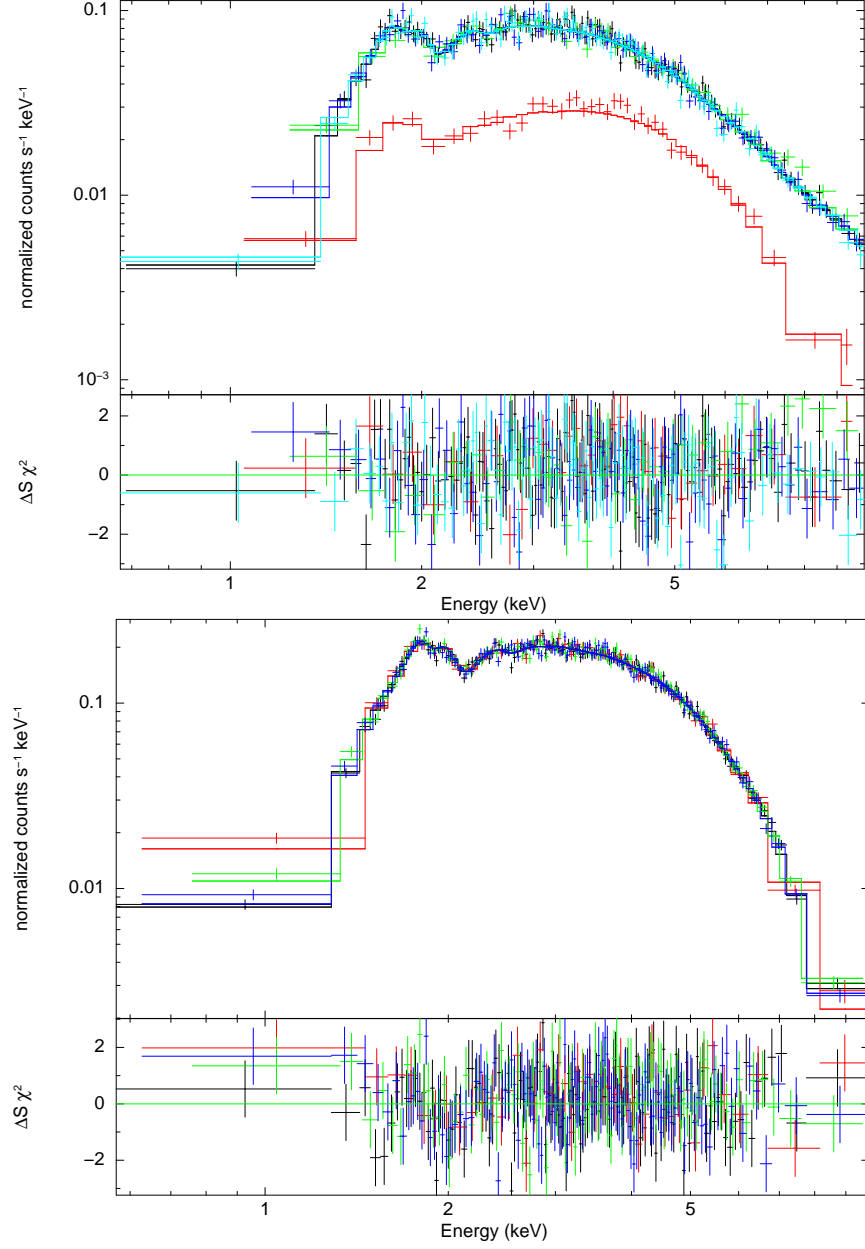 0.1
normalized counts s⁻¹ keV⁻¹
0.01
10⁻³
2
ΔS χ²
0
−2
1
2
5
Energy (keV)
0.1
normalized counts s⁻¹ keV⁻¹
0.01
2
ΔS χ²
0
−2
1
2
5
Energy (keV)